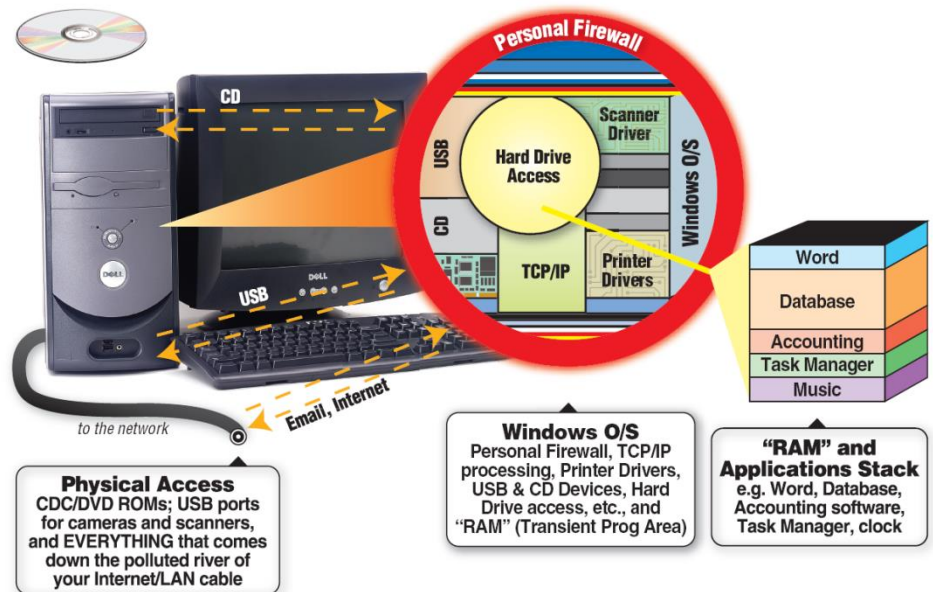 Personal Firewall
CD
USB
Hard Drive
Access
Scanner
Driver
Windows O/S
CD
TCP/IP
Printer
Drivers
DELL
DELL
USB
Email, Internet
to the network
Word
Database
Accounting
Task Manager
Music
Physical Access
CDC/DVD ROMs; USB ports
for cameras and scanners,
and EVERYTHING that comes
down the polluted river of
your Internet/LAN cable
Windows O/S
Personal Firewall, TCP/IP
processing, Printer Drivers,
USB & CD Devices, Hard
Drive access, etc., and
“RAM” (Transient Prog Area)
“RAM” and
Applications Stack
e.g. Word, Database,
Accounting software,
Task Manager, clock